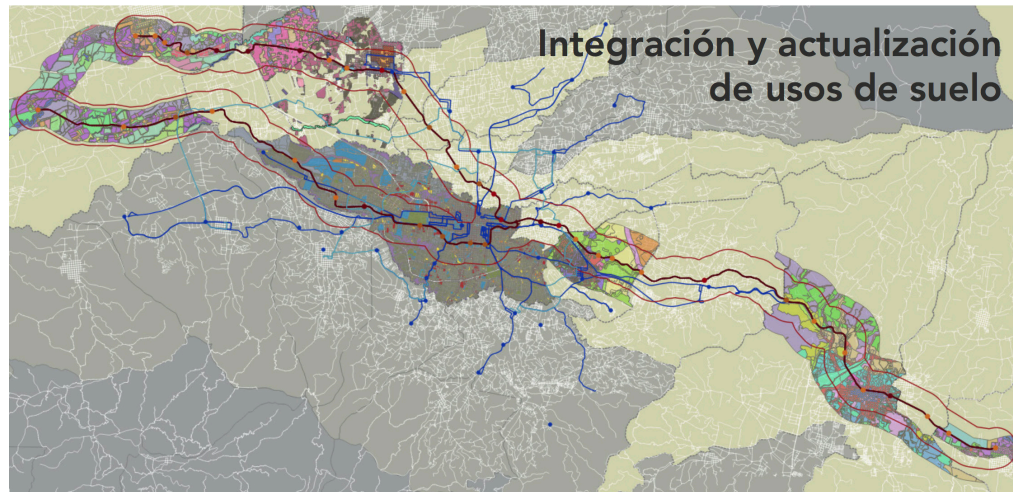 Integración y actualización
de usos de suelo